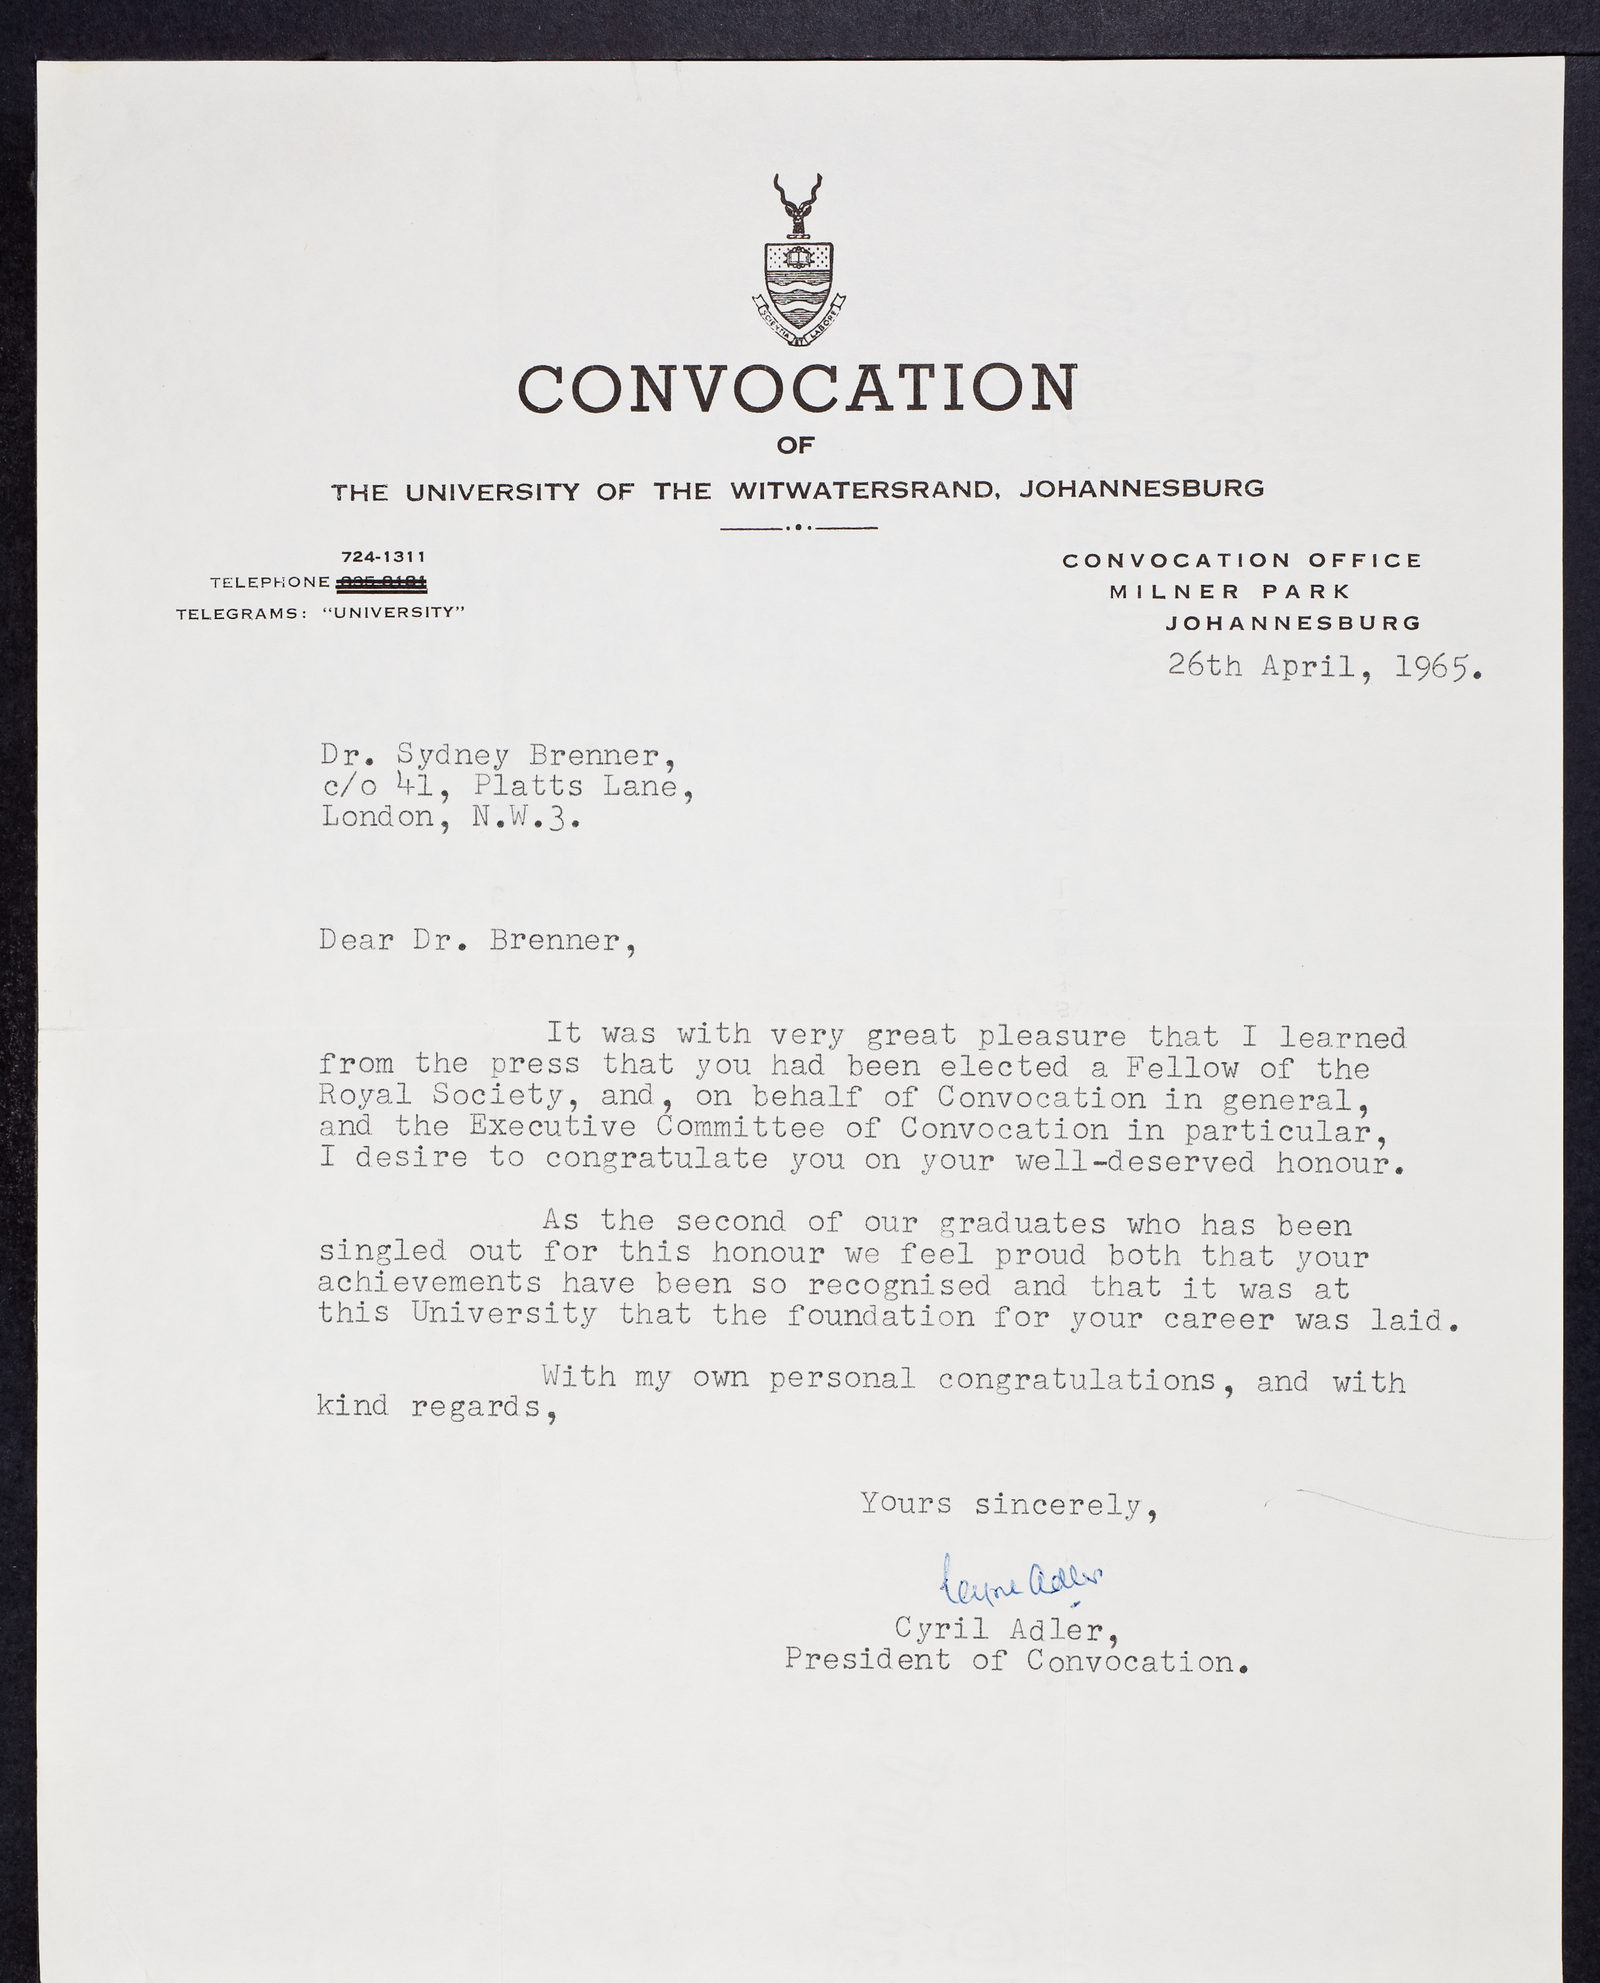 SCIENTIA ET LABORE
CONVOCATION
OF
THE UNIVERSITY OF THE WITWATERSRAND, JOHANNESBURG
724-1311
TELEPHONE
TELEGRAMS: "UNIVERSITY"
CONVOCATION OFFICE
MILNER PARK
JOHANNESBURG
26th April, 1965.
Dr. Sydney Brenner,
c/o 41, Platts Lane,
London, N.W.3.
Dear Dr. Brenner,
It was with very great pleasure that I learned
from the press that you had been elected a Fellow of the
Royal Society, and, on behalf of Convocation in general,
and the Executive Committee of Convocation in particular,
I desire to congratulate you on your well-deserved honour.
As the second of our graduates who has been
singled out for this honour we feel proud both that your
achievements have been so recognised and that it was at
this University that the foundation for your career was laid.
With my own personal congratulations, and with
kind regards,
Yours sincerely,
Cyril Adler
Cyril Adler,
President of Convocation.